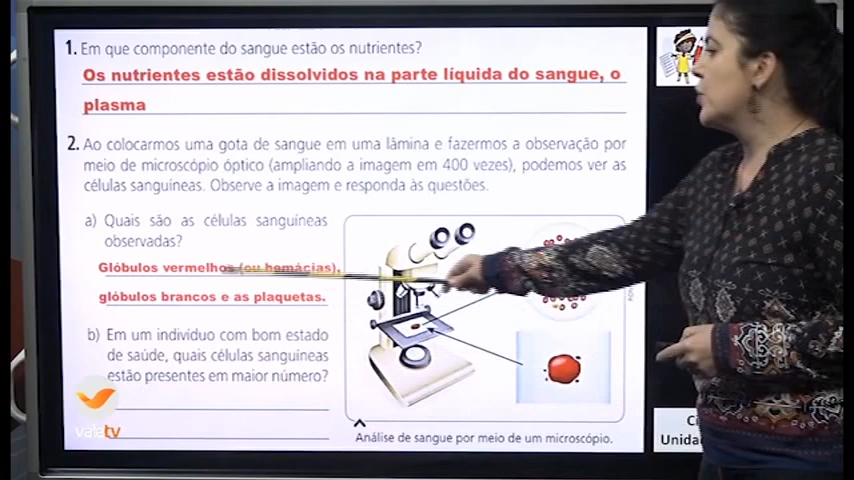 1. Em que componente do sangue estão os nutrientes?
Os nutrientes estão dissolvidos na parte líquida do sangue, o
plasma
2. Ao colocarmos uma gota de sangue em uma lâmina e fazermos a observação por
meio de microscópio óptico (ampliando a imagem em 400 vezes), podemos ver as
células sanguíneas. Observe a imagem e responda às questões.
a) Quais são as células sanguíneas
observadas?
Glóbulos vermelhos (ou hemácias),
glóbulos brancos e as plaquetas.
b) Em um indivíduo com bom estado
de saúde, quais células sanguíneas
estão presentes em maior número?
Análise de sangue por meio de um microscópio.
Unida